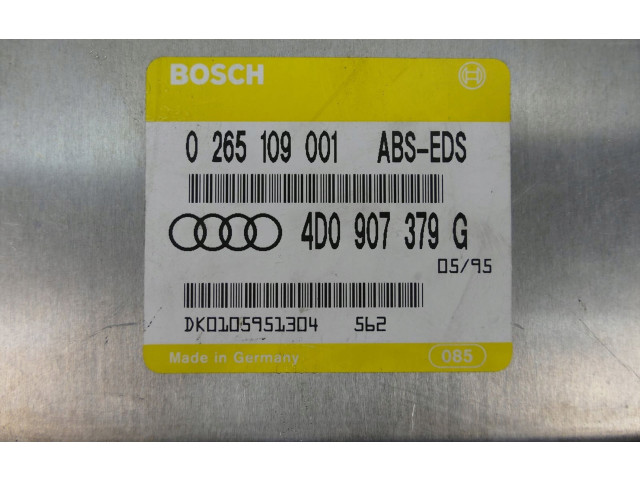 BOSCH
0 265 109 001 ABS-EDS
4D0 907 379 G
05/95
DK0105951304 562
Made in Germany 085